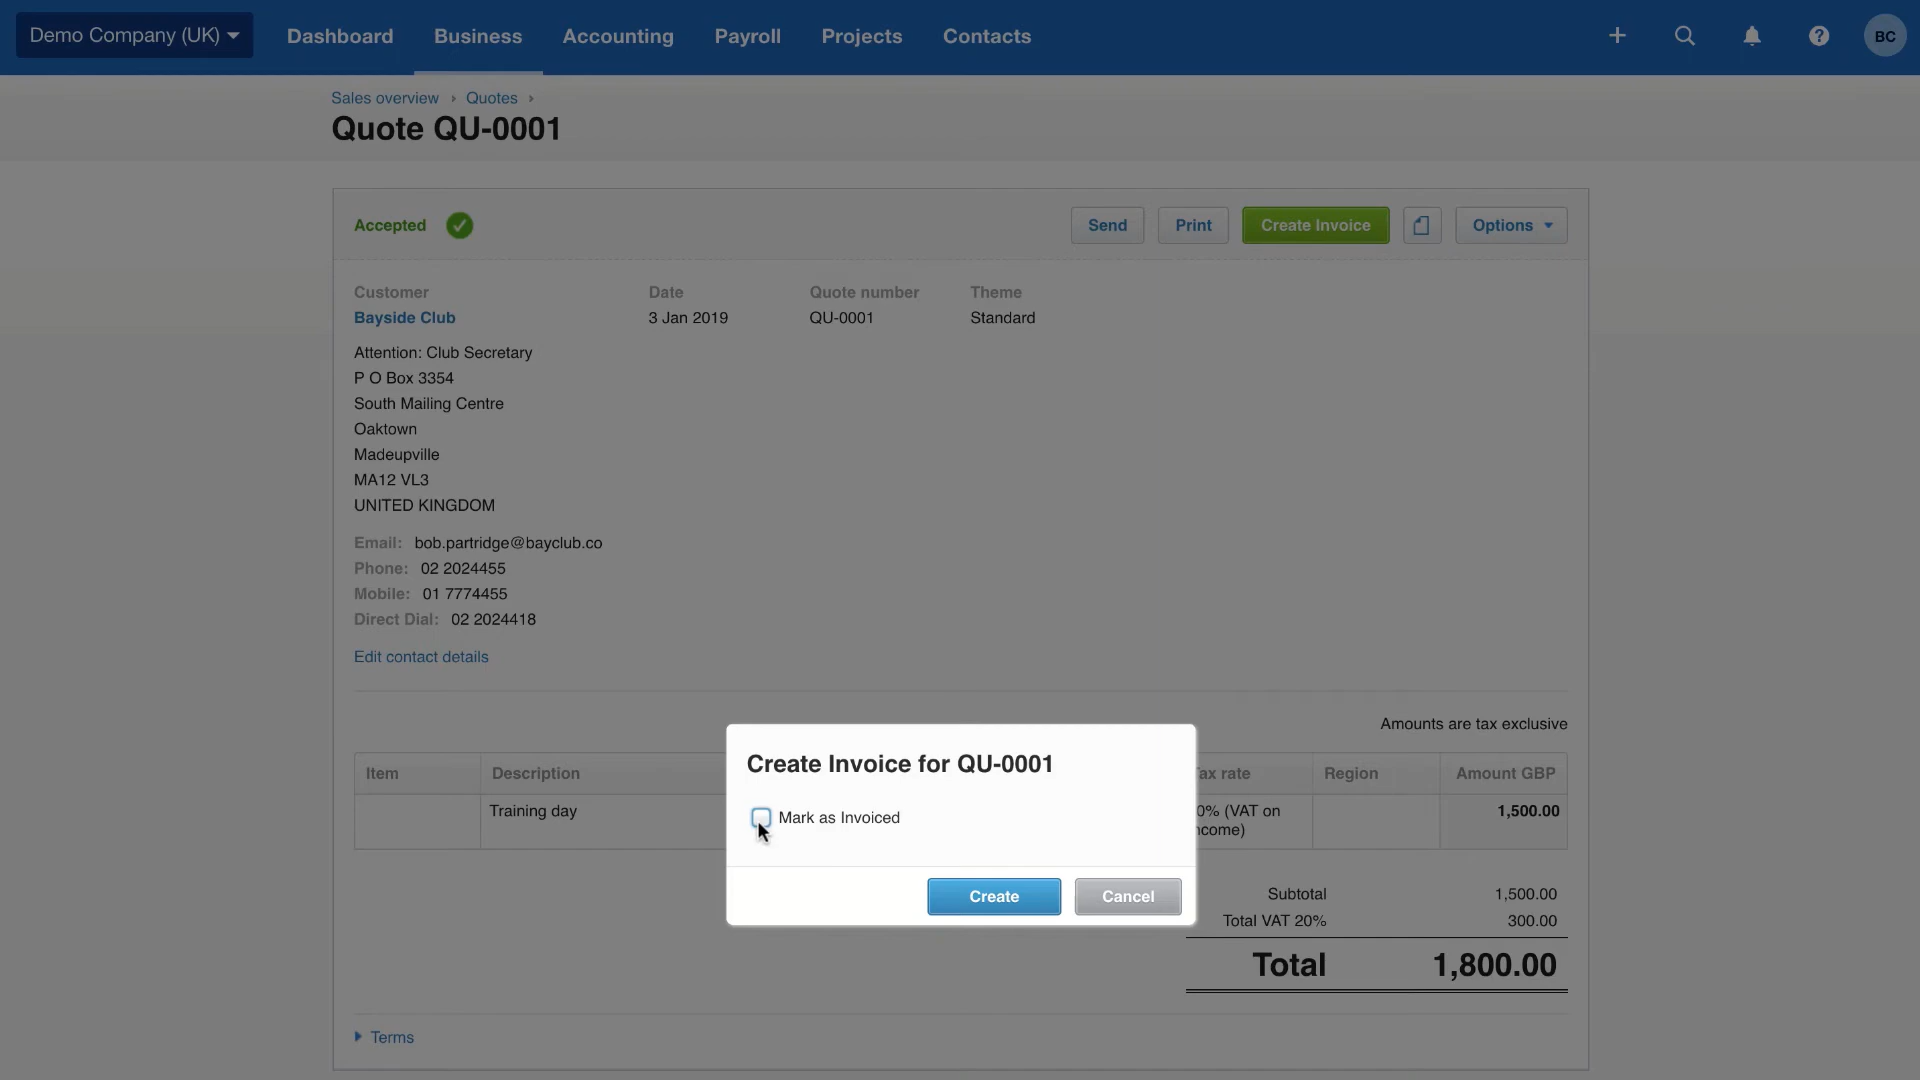 Demo Company (UK)
Dashboard
Business
Accounting
Payroll
Projects
Contacts
BC
Sales overview › Quotes ›
Quote QU-0001
Accepted
Send
Print
Create Invoice
Options
Customer
Bayside Club
Date
3 Jan 2019
Quote number
QU-0001
Theme
Standard
Attention: Club Secretary
P O Box 3354
South Mailing Centre
Oaktown
Madeupville
MA12 VL3
UNITED KINGDOM
Email: bob.partridge@bayclub.co
Phone: 02 2024455
Mobile: 01 7774455
Direct Dial: 02 2024418
Edit contact details
Amounts are tax exclusive
Item
Description
rate
Region
Amount GBP
Training day
(VAT on
1,500.00
Create Invoice for QU-0001
Mark as Invoiced
Create
Cancel
Subtotal 1,500.00
Total VAT 20% 300.00
Total 1,800.00
Terms